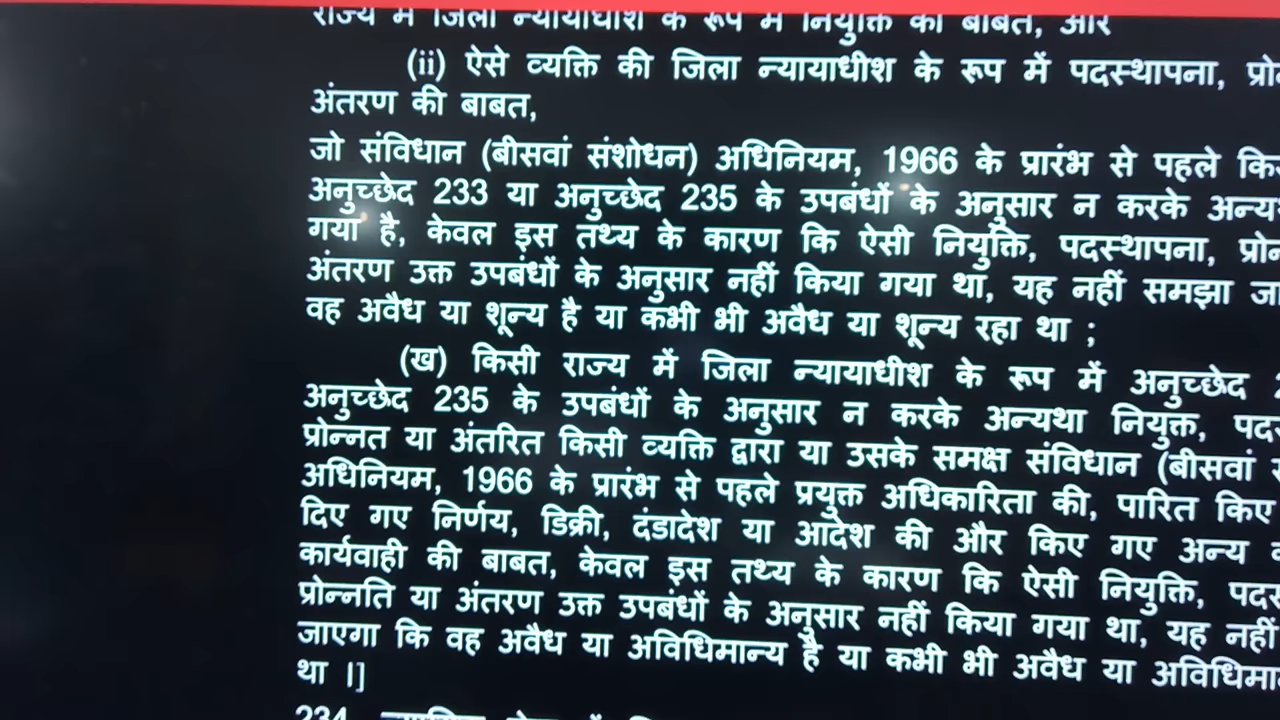 राज्य में जिला न्यायाधीश के रूप में नियुक्ति की बाबत, और
(ii) ऐसे व्यक्ति की जिला न्यायाधीश के रूप में पदस्थापना,
अंतरण की बाबत,
जो संविधान (बीसवां संशोधन) अधिनियम, 1966 के प्रारंभ से पहले
अनुच्छेद 233 या अनुच्छेद 235 के उपबंधों के अनुसार न करके
गया है, केवल इस तथ्य के कारण कि ऐसी नियुक्ति, पदस्थापना,
अंतरण उक्त उपबंधों के अनुसार नहीं किया गया था, यह नहीं समझा
वह अवैध या शून्य है या कभी भी अवैध या शून्य रहा था ;
(ख) किसी राज्य में जिला न्यायाधीश के रूप में अनुच्छेद
अनुच्छेद 235 के उपबंधों के अनुसार न करके अन्यथा नियुक्त,
प्रोन्नत या अंतरित किसी व्यक्ति द्वारा या उसके समक्ष संविधान (बीसवां
अधिनियम, 1966 के प्रारंभ से पहले प्रयुक्त अधिकारिता की, पारित किए
दिए गए निर्णय, डिक्री, दंडादेश या आदेश की और किए गए अन्य
कार्यवाही की बाबत, केवल इस तथ्य के कारण कि ऐसी नियुक्ति,
प्रोन्नति या अंतरण उक्त उपबंधों के अनुसार नहीं किया गया था, यह नहीं
जाएगा कि वह अवैध या अविधिमान्य है या कभी भी अवैध या
था ।]
234.